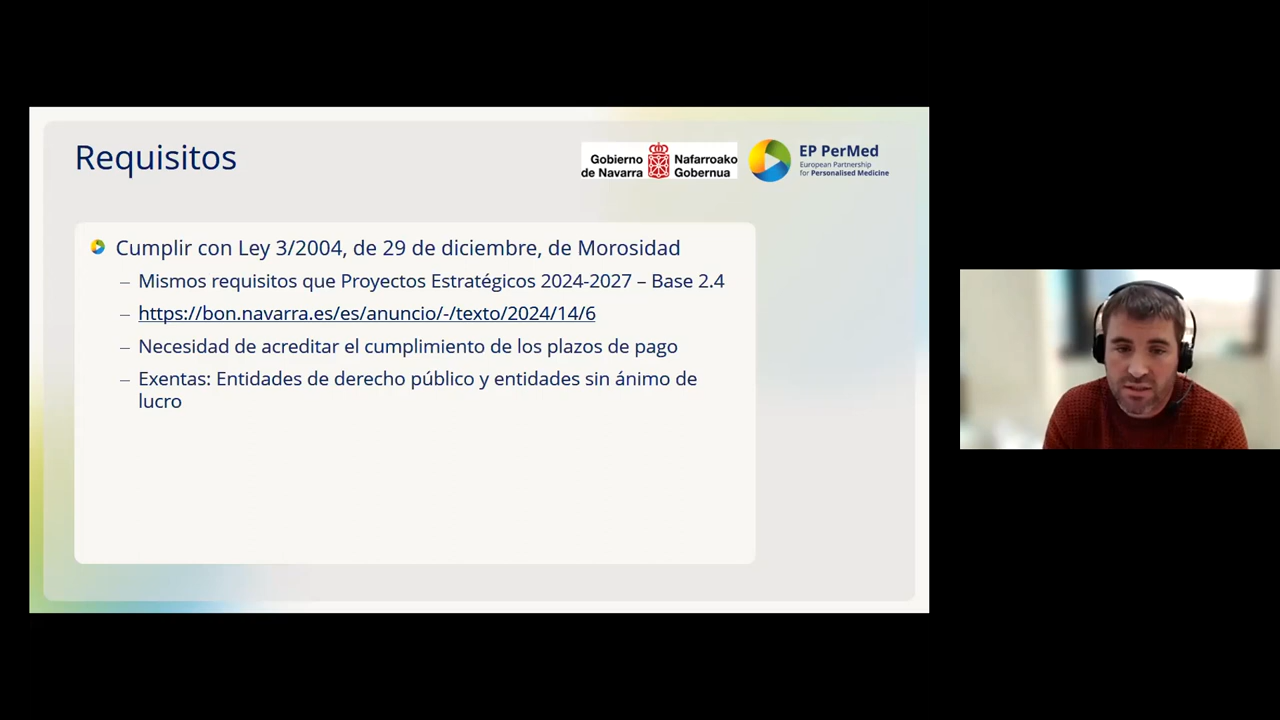 Requisitos
Gobierno
de Navarra
Nafarroako
Gobernua
EP PerMed
European Partnership
for Personalised Medicine
Cumplir con Ley 3/2004, de 29 de diciembre, de Morosidad
– Mismos requisitos que Proyectos Estratégicos 2024-2027 – Base 2.4
– https://bon.navarra.es/es/anuncio/-/texto/2024/14/6
– Necesidad de acreditar el cumplimiento de los plazos de pago
– Exentas: Entidades de derecho público y entidades sin ánimo de
lucro